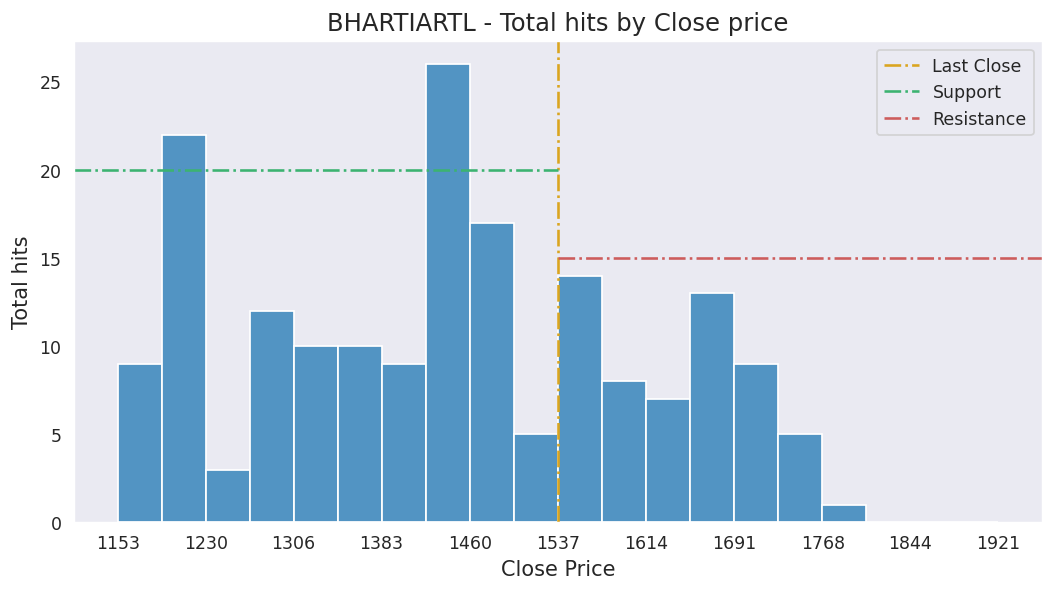 BHARTIARTL - Total hits by Close price
Last Close
Support
Resistance
Total hits
25
20
15
10
5
0
1153 1230 1306 1383 1460 1537 1614 1691 1768 1844 1921
Close Price